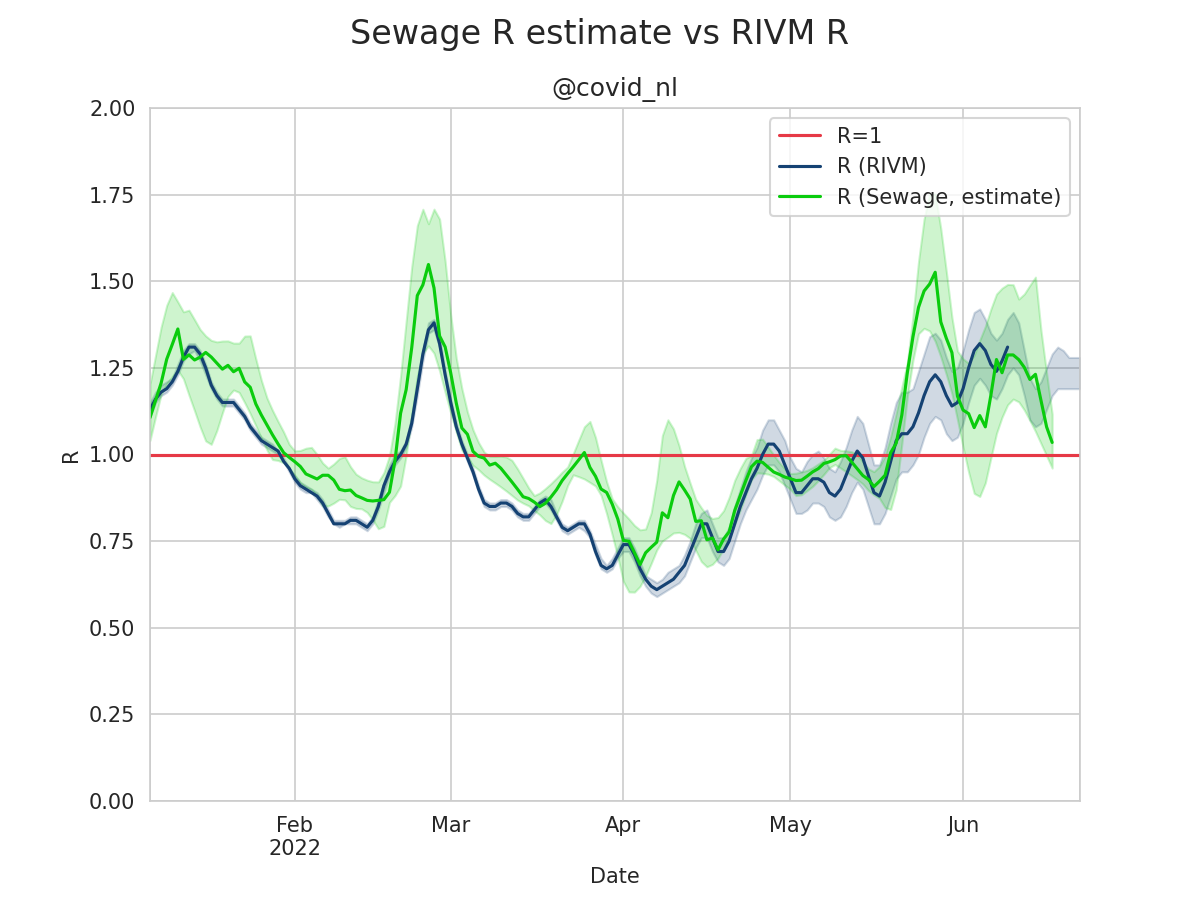 Sewage R estimate vs RIVM R
@covid_nl
R=1
R (RIVM)
R (Sewage, estimate)
2.00
1.75
1.50
1.25
1.00
0.75
0.50
0.25
0.00
R
Feb
2022
Mar
Apr
May
Jun
Date